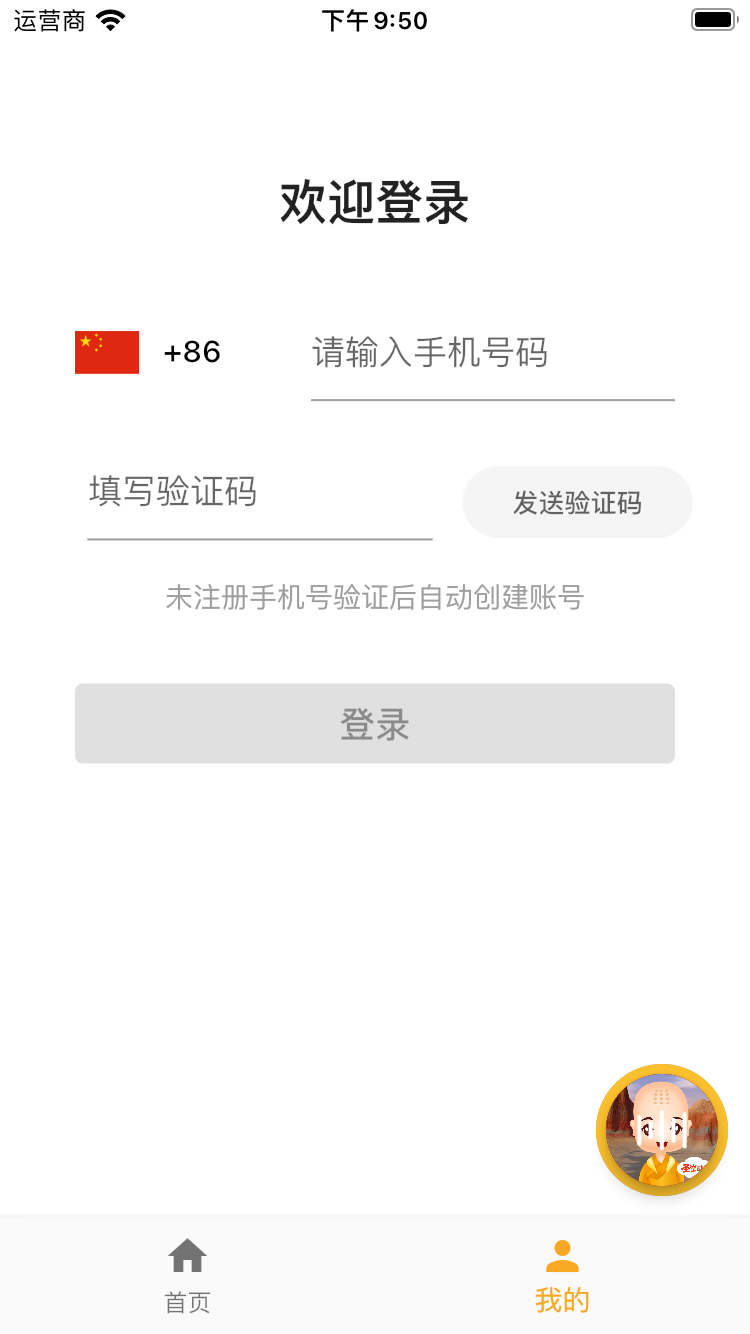 运营商 下午9:50
欢迎登录
+86 请输入手机号码
填写验证码 发送验证码
未注册手机号验证后自动创建账号
登录
首页 我的